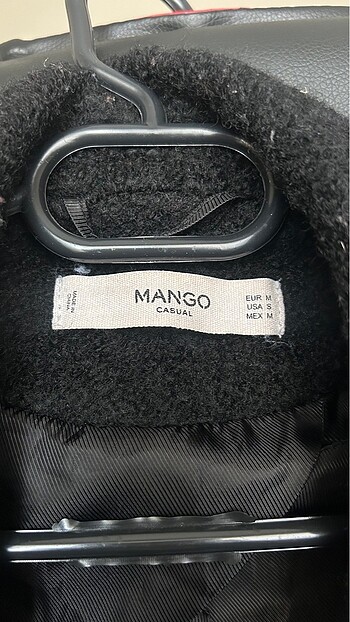 MADE IN
CHINA
MANGO
CASUAL
EUR M
USA S
MEX M